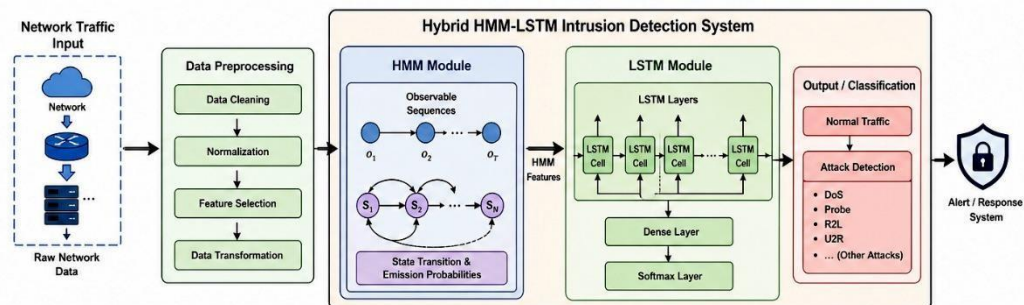 Hybrid HMM-LSTM Intrusion Detection System
Network Traffic
Input
Network
...
Raw Network
Data
Data Preprocessing
Data Cleaning
Normalization
Feature Selection
Data Transformation
HMM Module
Observable
Sequences
...
o1 o2 oT
S1 S2 ... SN
State Transition &
Emission Probabilities
HMM
Features
LSTM Module
LSTM Layers
LSTM
Cell
LSTM
Cell
LSTM
Cell
...
LSTM
Cell
Dense Layer
Softmax Layer
Output / Classification
Normal Traffic
Attack Detection
• DoS
• Probe
• R2L
• U2R
• ... (Other Attacks)
Alert / Response
System